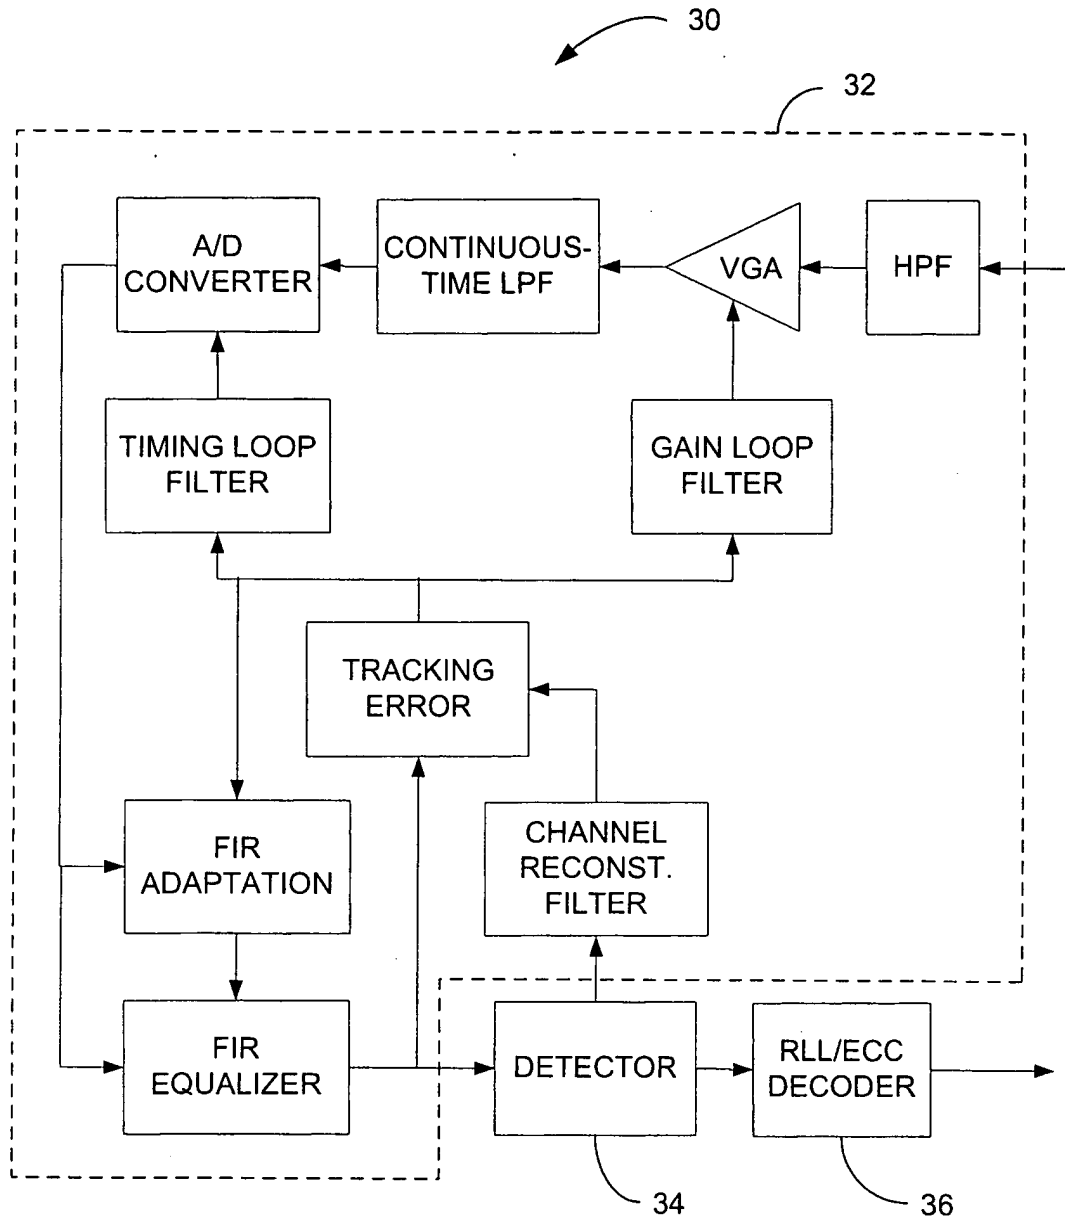 30
32
A/D
CONVERTER
CONTINUOUS-
TIME LPF
VGA
HPF
TIMING LOOP
FILTER
GAIN LOOP
FILTER
TRACKING
ERROR
FIR
ADAPTATION
CHANNEL
RECONST.
FILTER
FIR
EQUALIZER
DETECTOR
RLL/ECC
DECODER
34
36